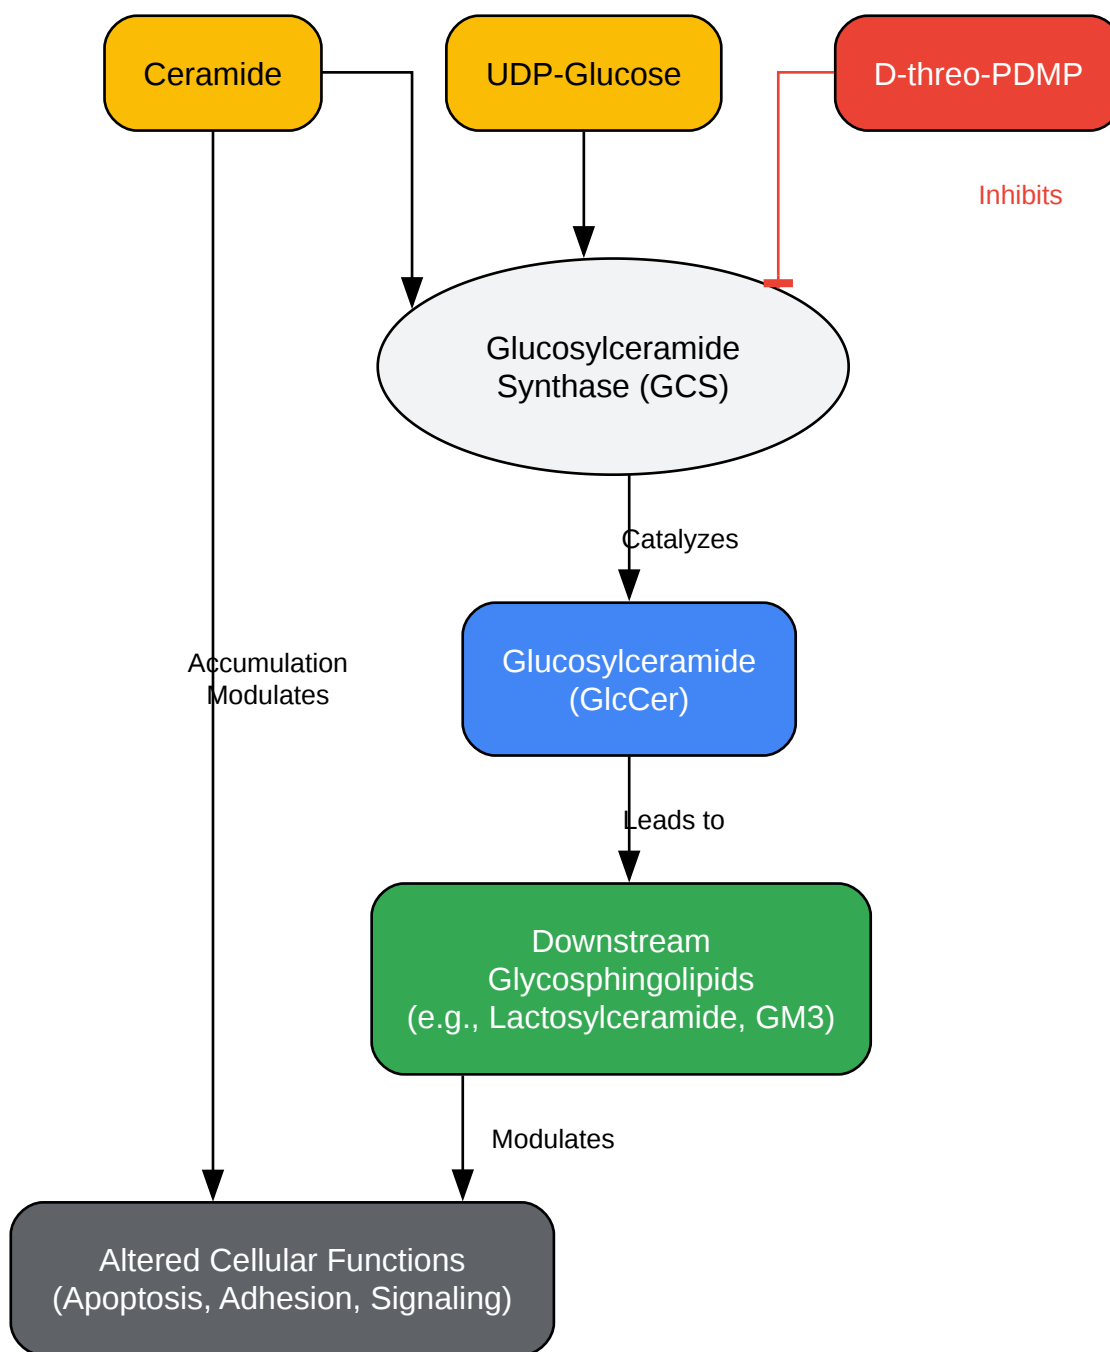 Ceramide
UDP-Glucose
D-threo-PDMP
Inhibits
Glucosylceramide
Synthase (GCS)
Catalyzes
Accumulation
Modulates
Glucosylceramide
(GlcCer)
Leads to
Downstream
Glycosphingolipids
(e.g., Lactosylceramide, GM3)
Modulates
Altered Cellular Functions
(Apoptosis, Adhesion, Signaling)